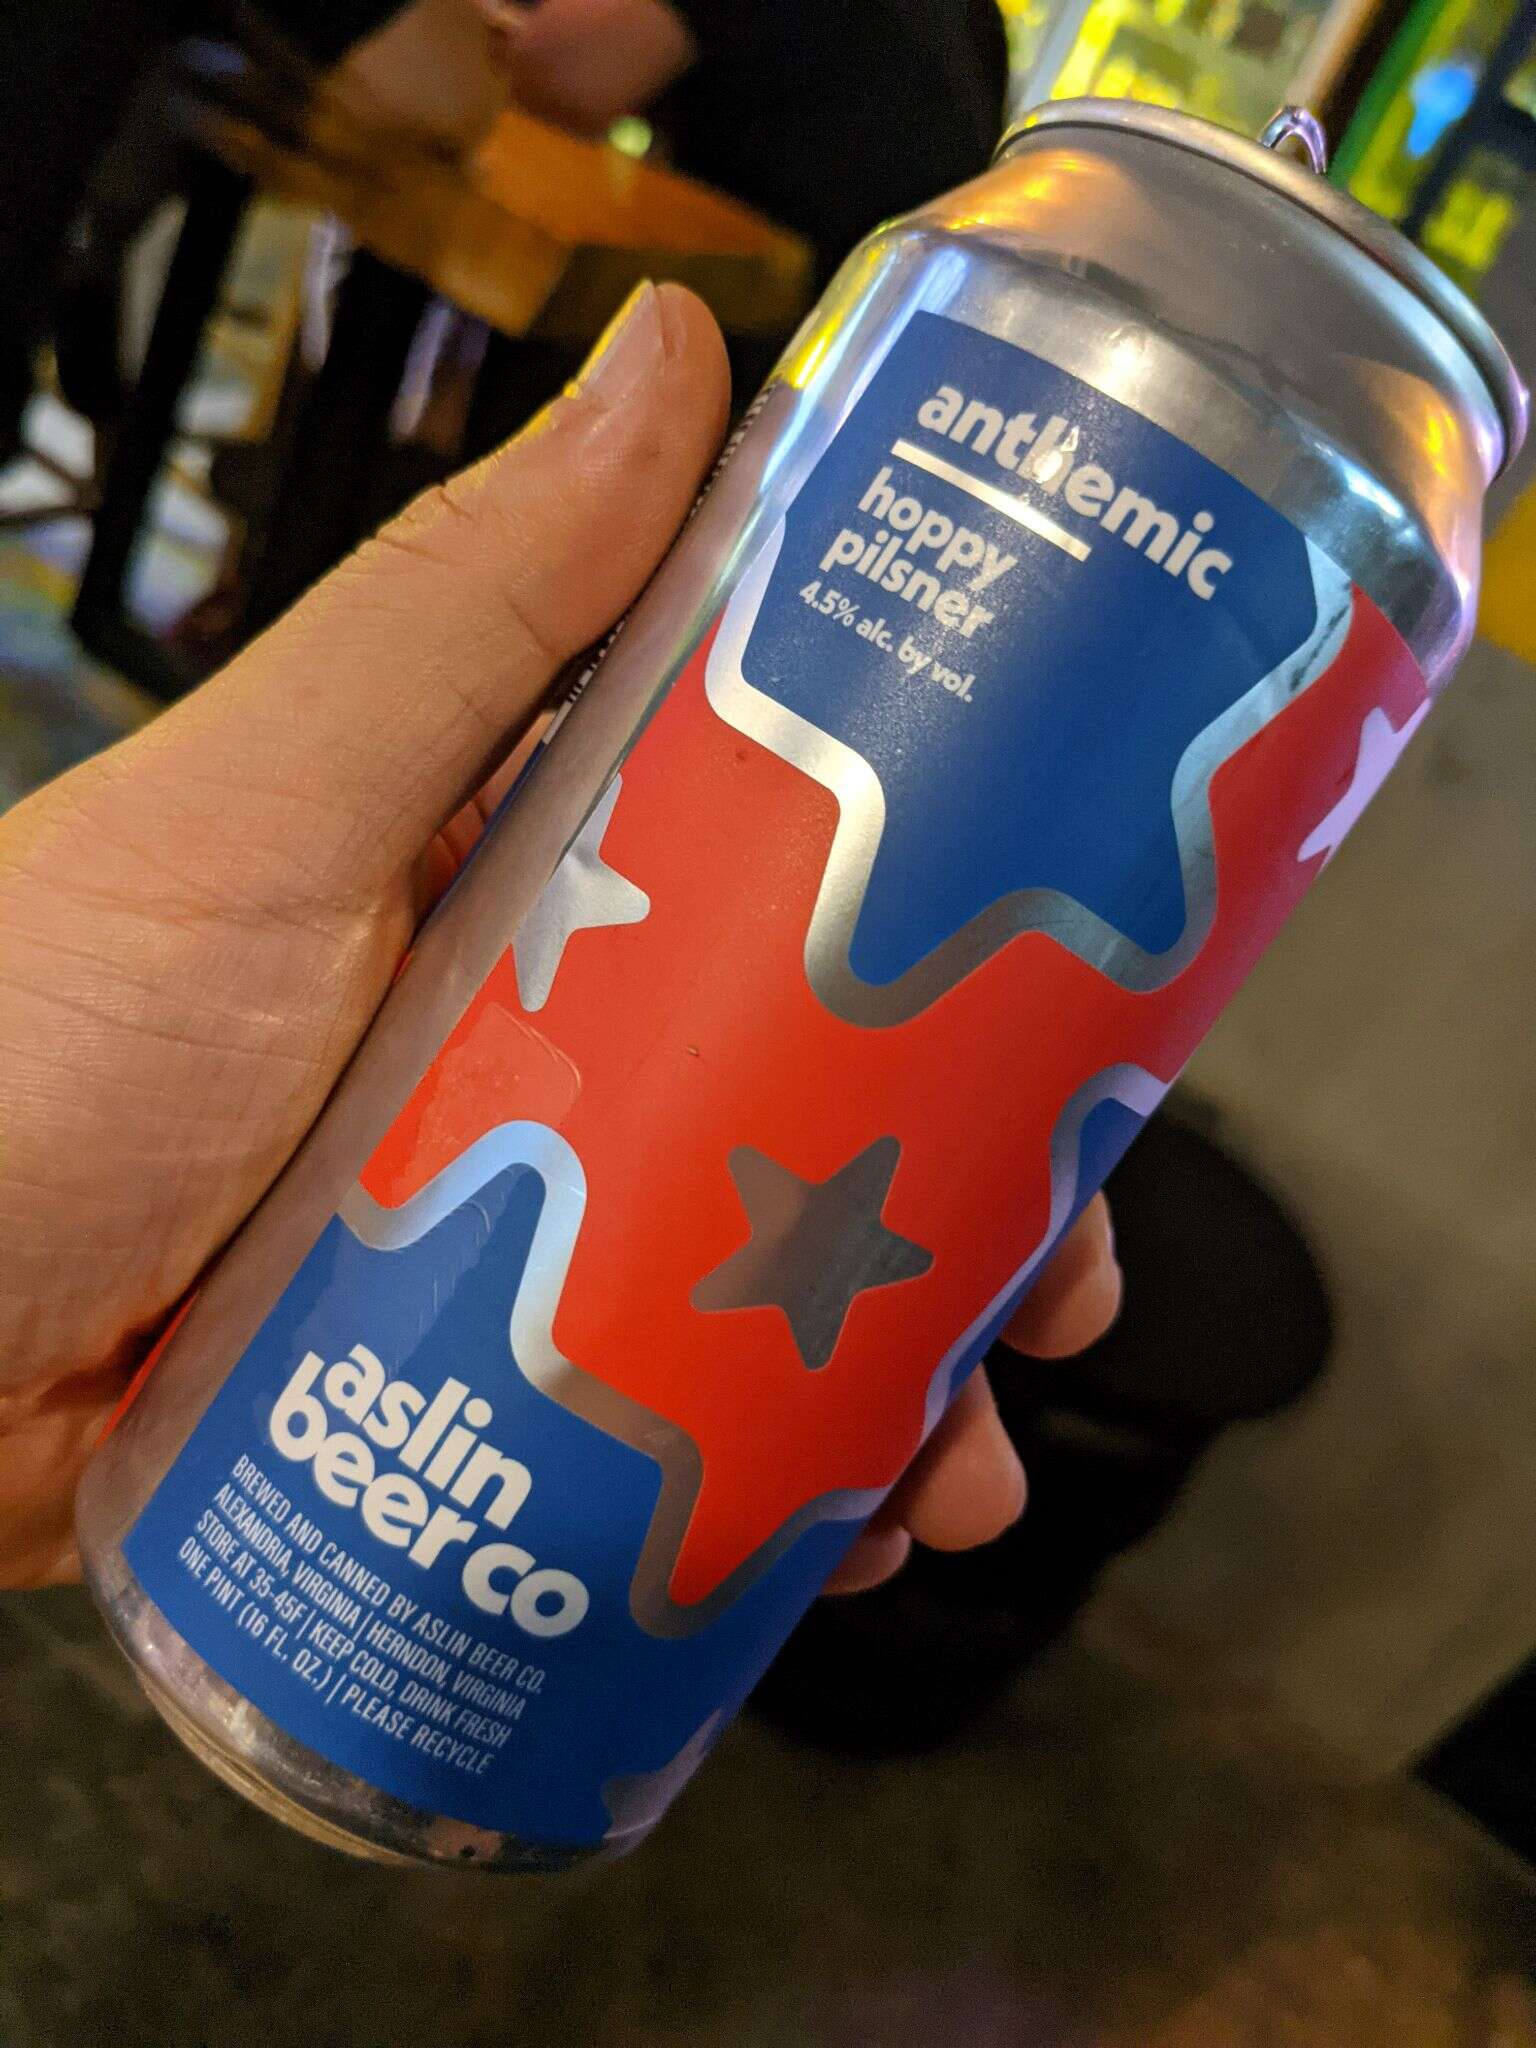 anthemic
hoppy
pilsner
4.5% alc. by vol.
aslin
beer co
BREWED AND CANNED BY ASLIN BEER CO.
ALEXANDRIA, VIRGINIA | HERNDON, VIRGINIA
STORE AT 35-45F | KEEP COLD, DRINK FRESH
ONE PINT (16 FL. OZ.) | PLEASE RECYCLE